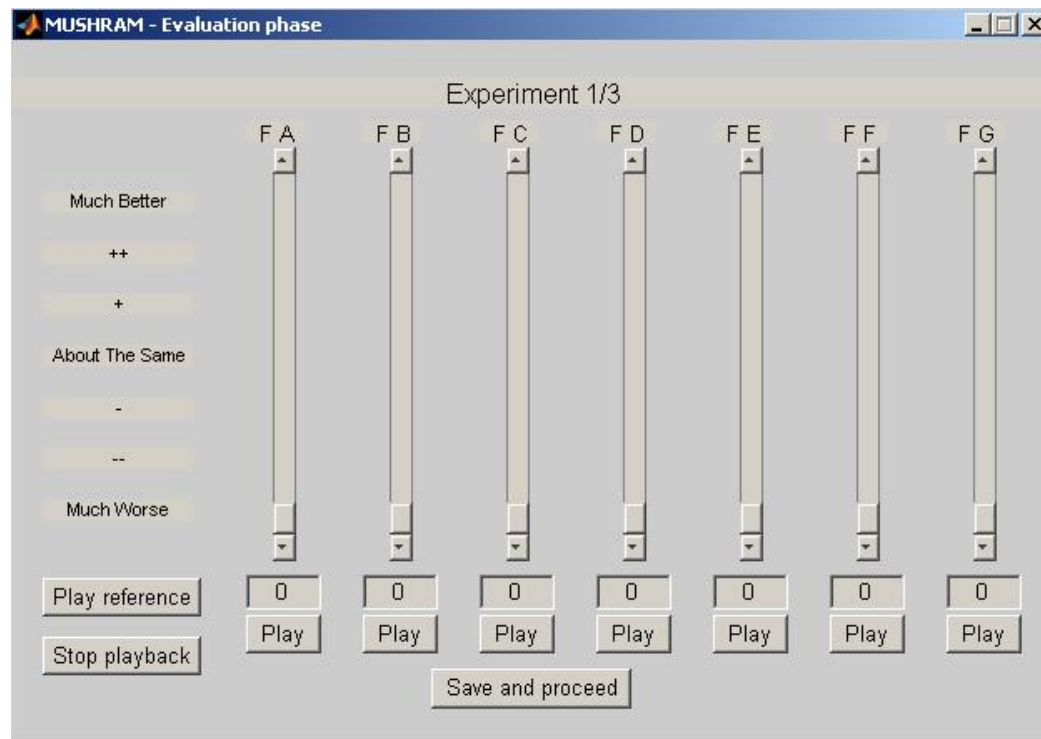 MUSHRAM - Evaluation phase
Experiment 1/3
F A F B F C F D F E F F F G
Much Better
++
+
About The Same
-
--
Much Worse
Play reference 0 0 0 0 0 0 0
Play Play Play Play Play Play Play
Stop playback
Save and proceed